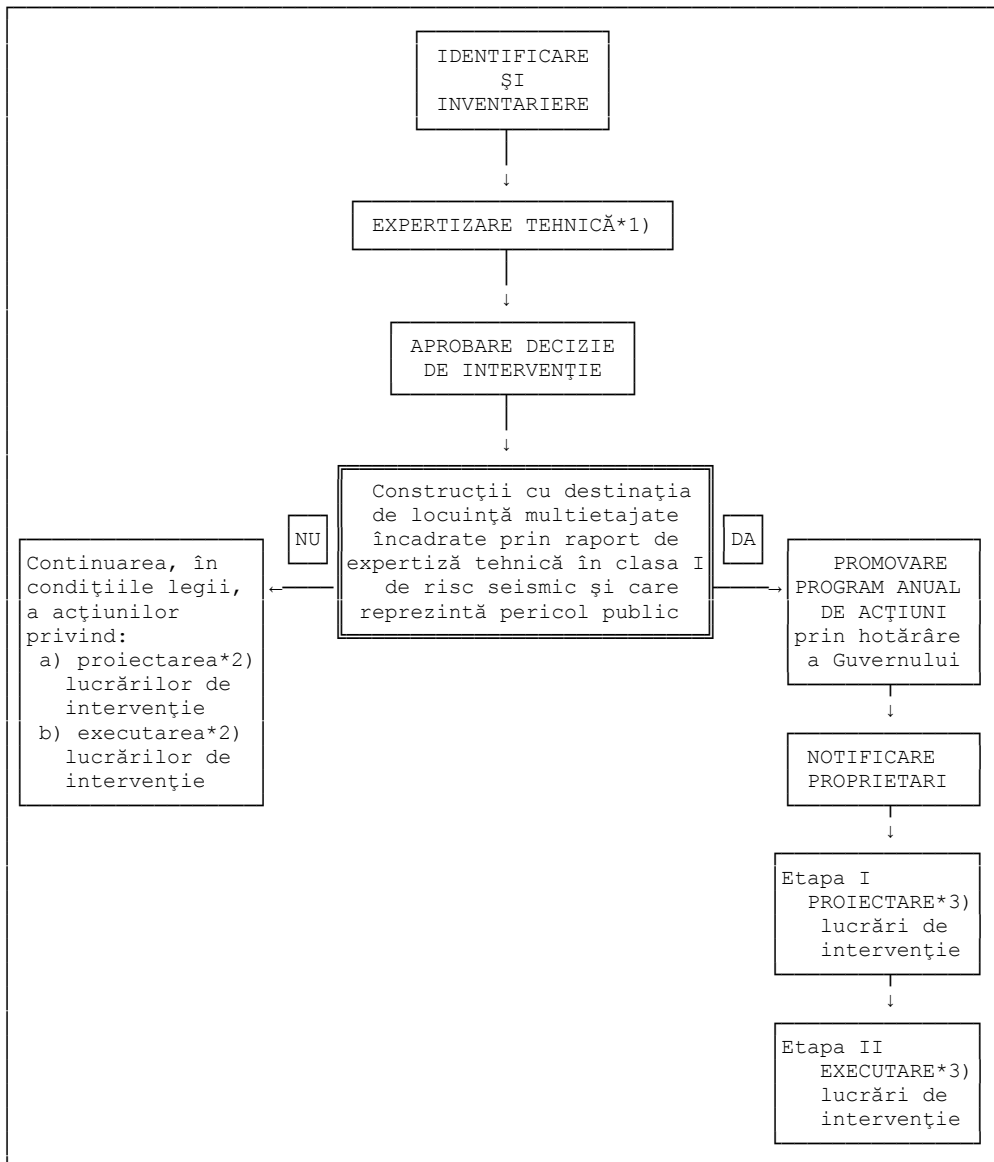 IDENTIFICARE
ŞI
INVENTARIERE
EXPERTIZARE TEHNICĂ*1)
APROBARE DECIZIE
DE INTERVENŢIE
Construcţii cu destinaţia
de locuinţă multietajate
încadrate prin raport de
expertiză tehnică în clasa I
de risc seismic şi care
reprezintă pericol public
NU
DA
Continuarea, în
condiţiile legii,
a acţiunilor
privind:
a) proiectarea*2)
lucrărilor de
intervenţie
b) executarea*2)
lucrărilor de
intervenţie
PROMOVARE
PROGRAM ANUAL
DE ACŢIUNI
prin hotărâre
a Guvernului
NOTIFICARE
PROPRIETARI
Etapa I
PROIECTARE*3)
lucrări de
intervenţie
Etapa II
EXECUTARE*3)
lucrări de
intervenţie